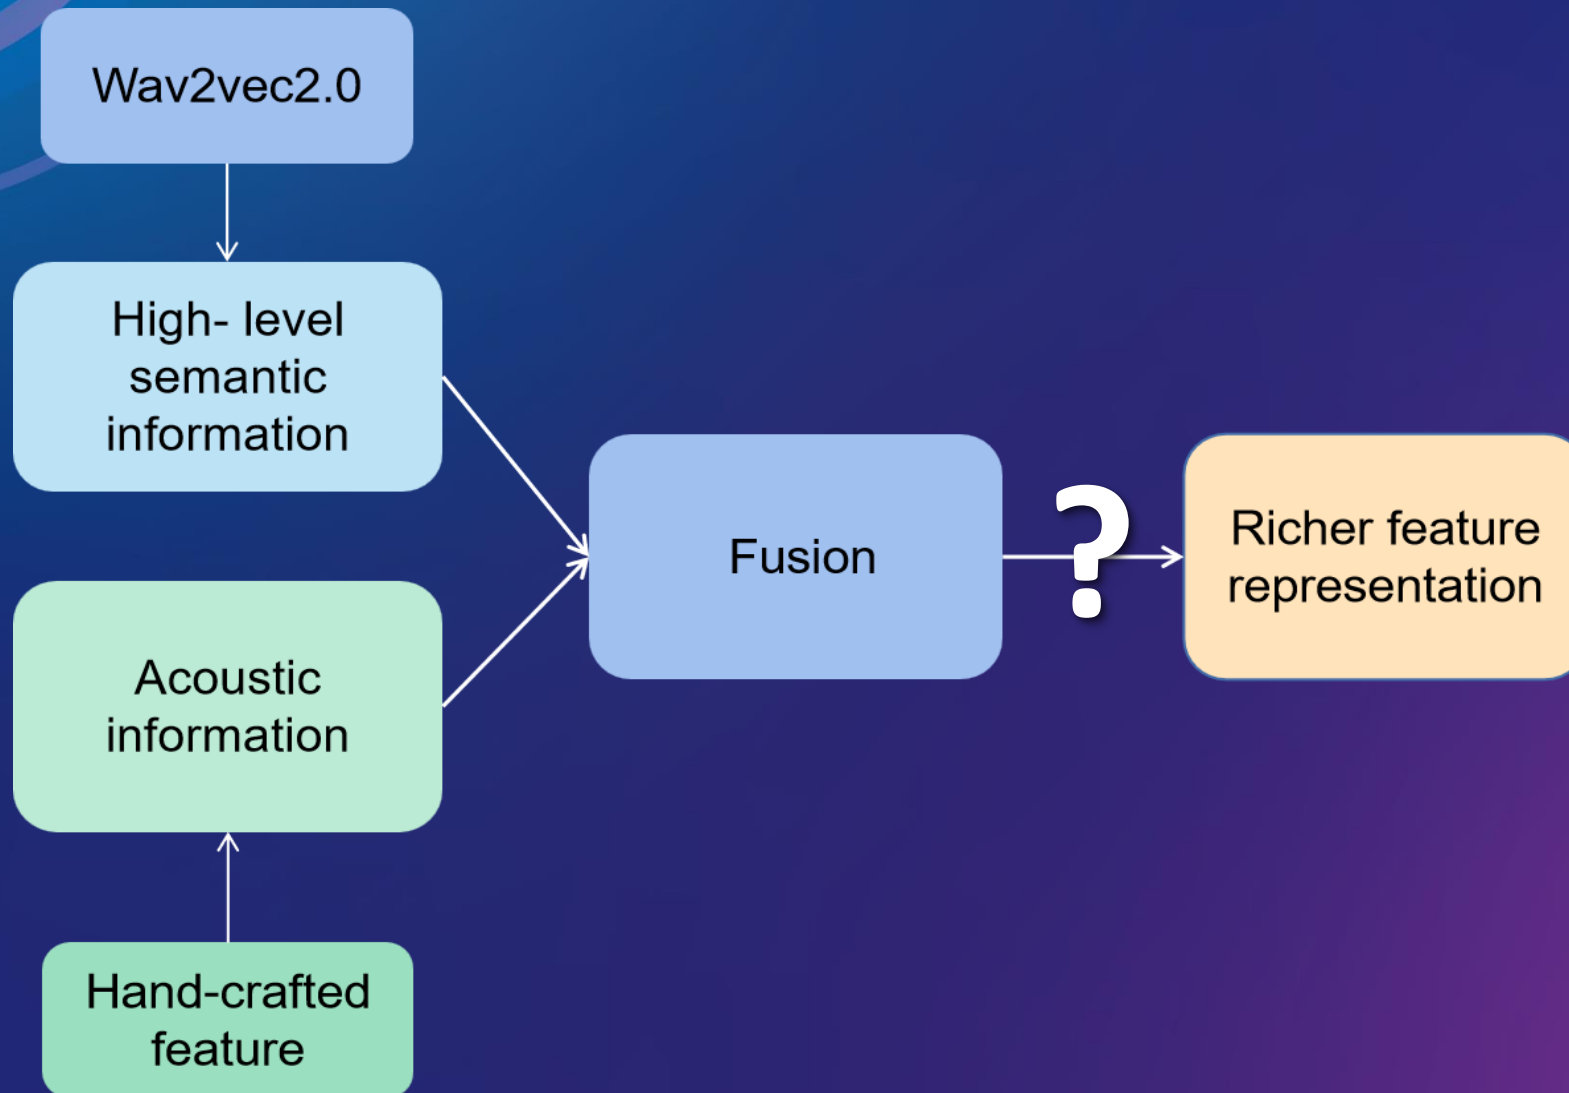 Wav2vec2.0
High- level
semantic
information
Acoustic
information
Hand-crafted
feature
Fusion
?
Richer feature
representation